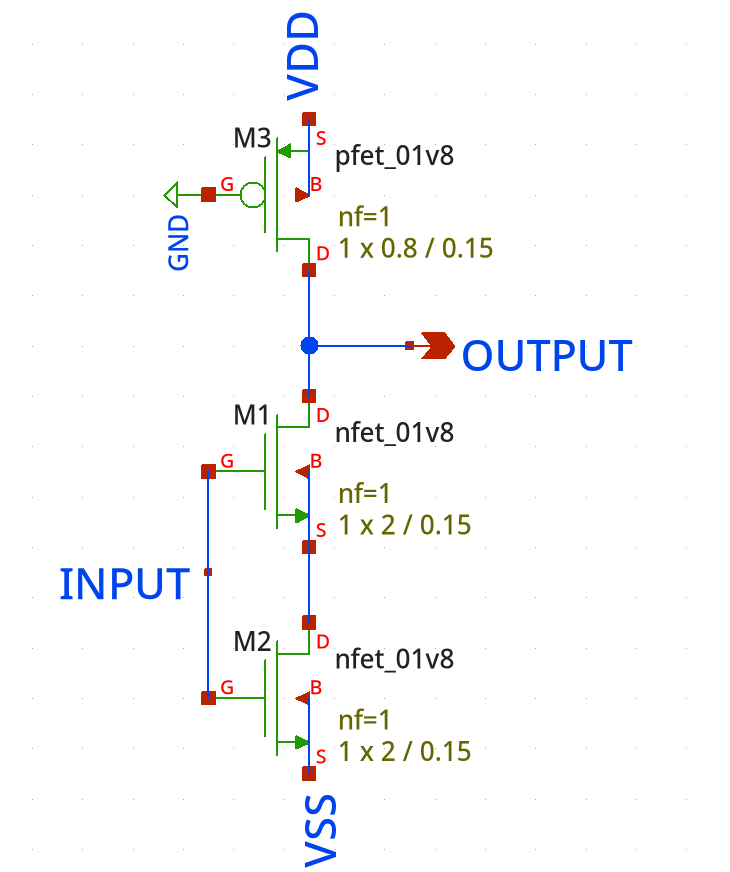 VDD
M3
S
pfet_01v8
G
B
GND
nf=1
1 x 0.8 / 0.15
D
OUTPUT
M1
D
nfet_01v8
G
B
nf=1
1 x 2 / 0.15
S
INPUT
M2
D
nfet_01v8
G
B
nf=1
1 x 2 / 0.15
S
VSS